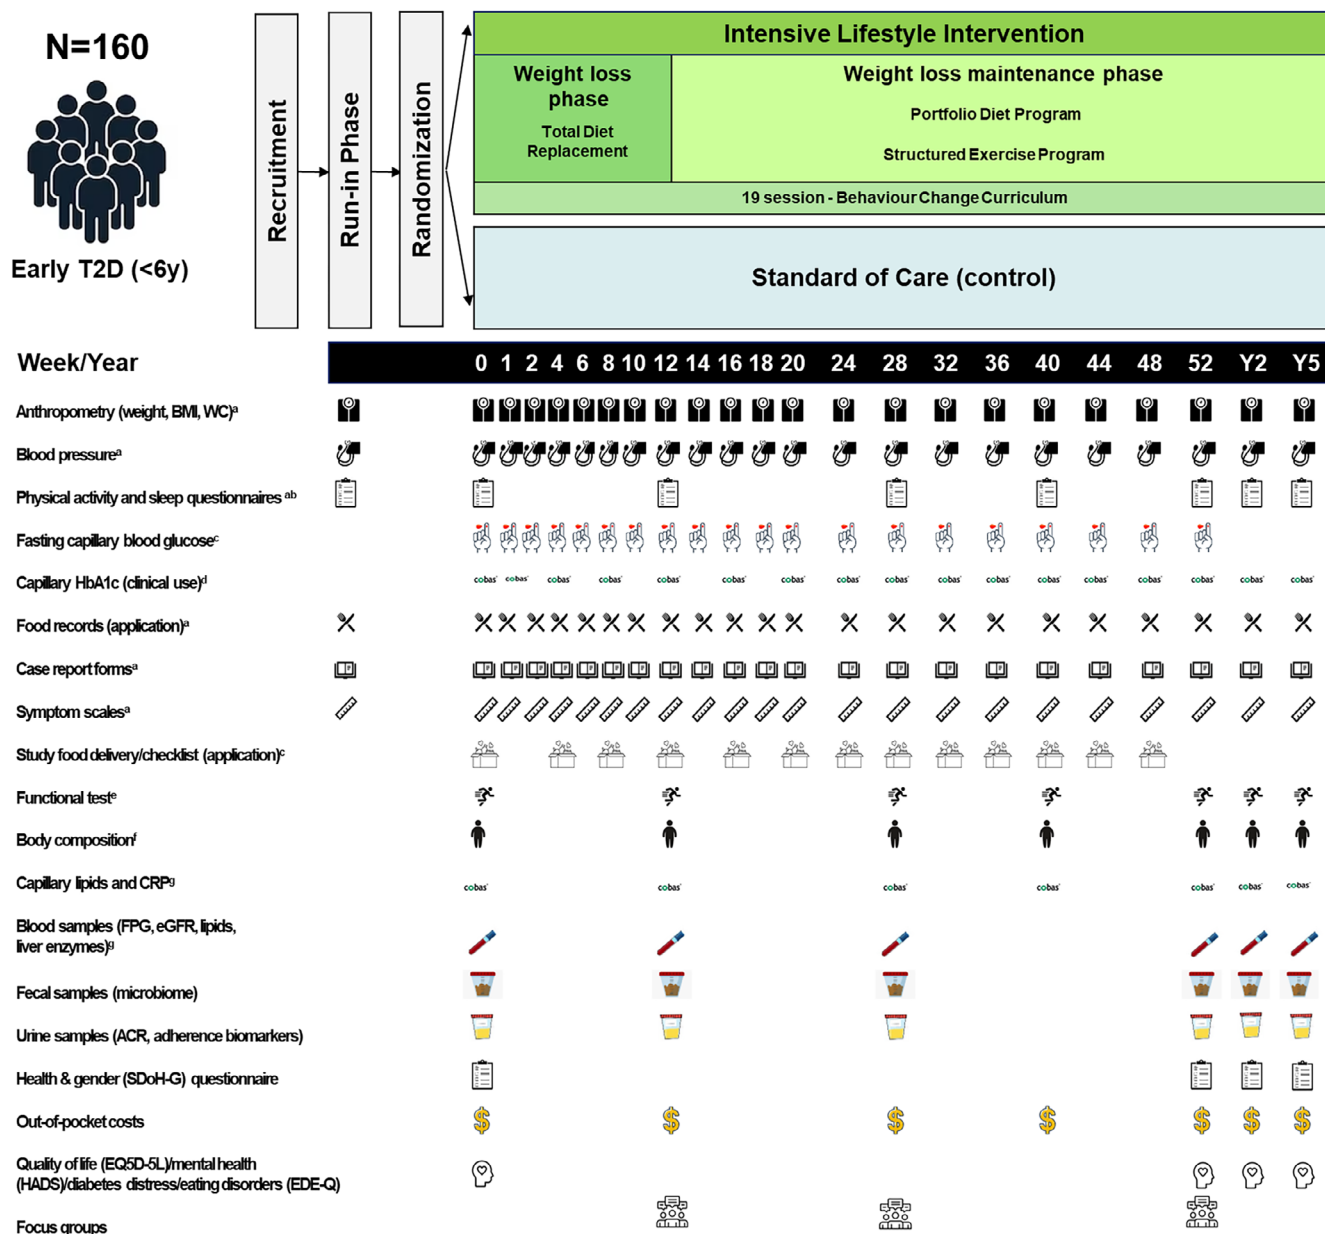 N=160
Early T2D (<6y)
Recruitment
Run-in Phase
Randomization
Intensive Lifestyle Intervention
Weight loss
phase
Total Diet
Replacement
Weight loss maintenance phase
Portfolio Diet Program
Structured Exercise Program
19 session - Behaviour Change Curriculum
Standard of Care (control)
Week/Year 0 1 2 4 6 8 10 12 14 16 18 20 24 28 32 36 40 44 48 52 Y2 Y5
Anthropometry (weight, BMI, WC)ᵃ
Blood pressureᵃ
Physical activity and sleep questionnaires ᵃᵇ
Fasting capillary blood glucoseᶜ
Capillary HbA1c (clinical use)ᵈ cobas cobas cobas cobas cobas cobas cobas cobas cobas cobas cobas cobas cobas cobas cobas cobas
Food records (application)ᵃ
Case report formsᵃ
Symptom scalesᵃ
Study food delivery/checklist (application)ᶜ
Functional testᵉ
Body compositionᶠ
Capillary lipids and CRPᵍ cobas cobas cobas cobas cobas cobas cobas
Blood samples (FPG, eGFR, lipids,
liver enzymes)ᵍ
Fecal samples (microbiome)
Urine samples (ACR, adherence biomarkers)
Health & gender (SDoH-G) questionnaire
Out-of-pocket costs $ $ $ $ $ $ $
Quality of life (EQ5D-5L)/mental health
(HADS)/diabetes distress/eating disorders (EDE-Q)
Focus groups